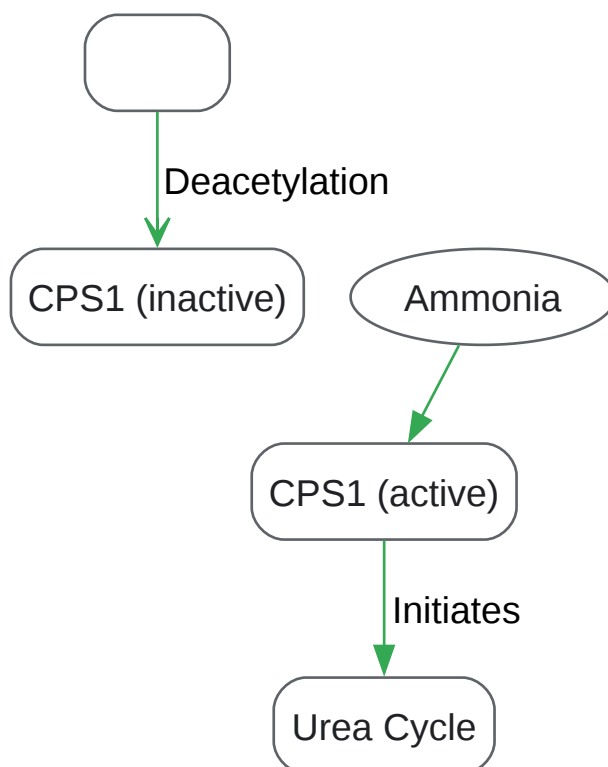 Deacetylation
CPS1 (inactive)
Ammonia
CPS1 (active)
Initiates
Urea Cycle